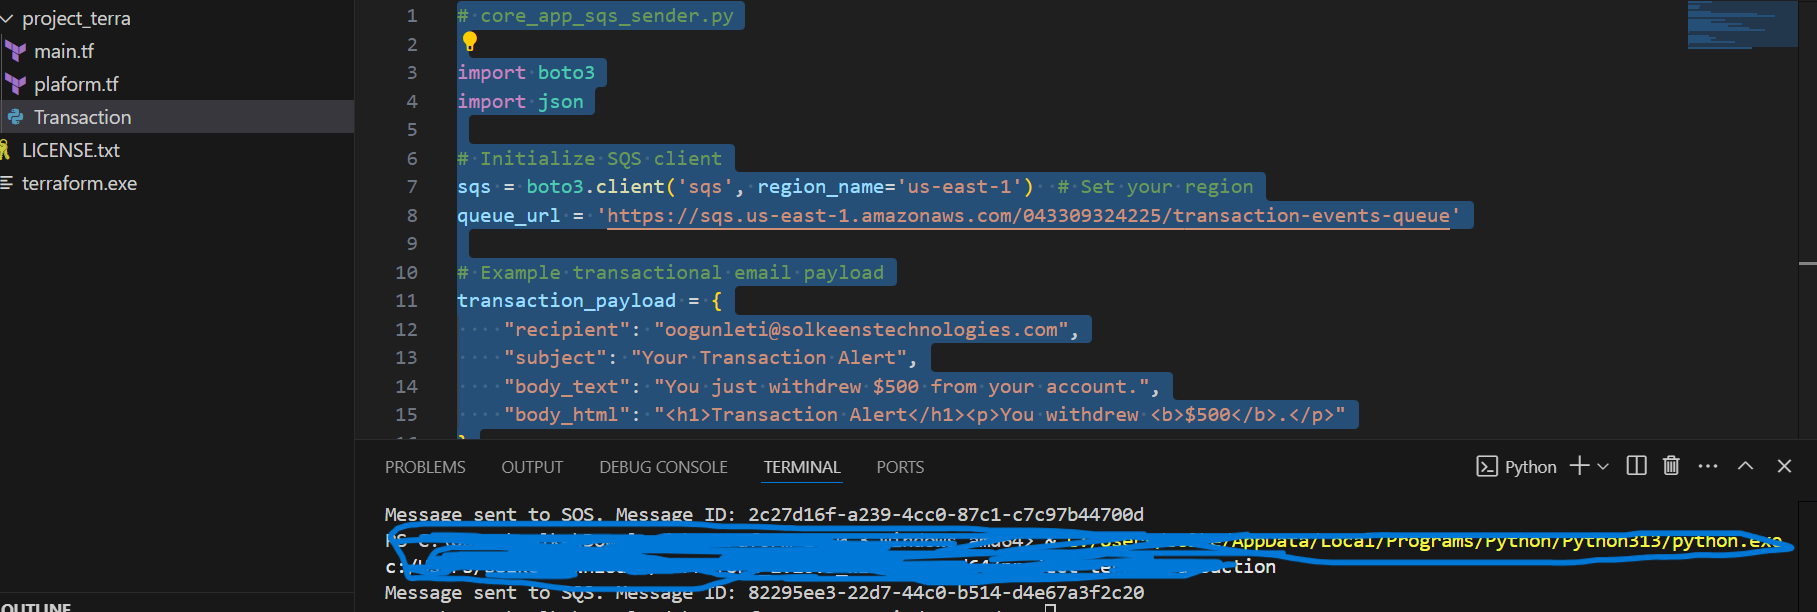 project_terra
main.tf
plaform.tf
Transaction
LICENSE.txt
terraform.exe
OUTLINE
1 # core_app_sqs_sender.py
2
3 import boto3
4 import json
5
6 # Initialize SQS client
7 sqs = boto3.client('sqs', region_name='us-east-1') # Set your region
8 queue_url = 'https://sqs.us-east-1.amazonaws.com/043309324225/transaction-events-queue'
9
10 # Example transactional email payload
11 transaction_payload = {
12 "recipient": "oogunleti@solkeenstechnologies.com",
13 "subject": "Your Transaction Alert",
14 "body_text": "You just withdrew $500 from your account.",
15 "body_html": "<h1>Transaction Alert</h1><p>You withdrew <b>$500</b>.</p>"
PROBLEMS OUTPUT DEBUG CONSOLE TERMINAL PORTS Python
Message sent to SQS. Message ID: 2c27d16f-a239-4cc0-87c1-c7c97b44700d
PS /AppData/Local/Programs/Python/Python313/python.exe
c:/
Message sent to SQS. Message ID: 82295ee3-22d7-44c0-b514-d4e67a3f2c20